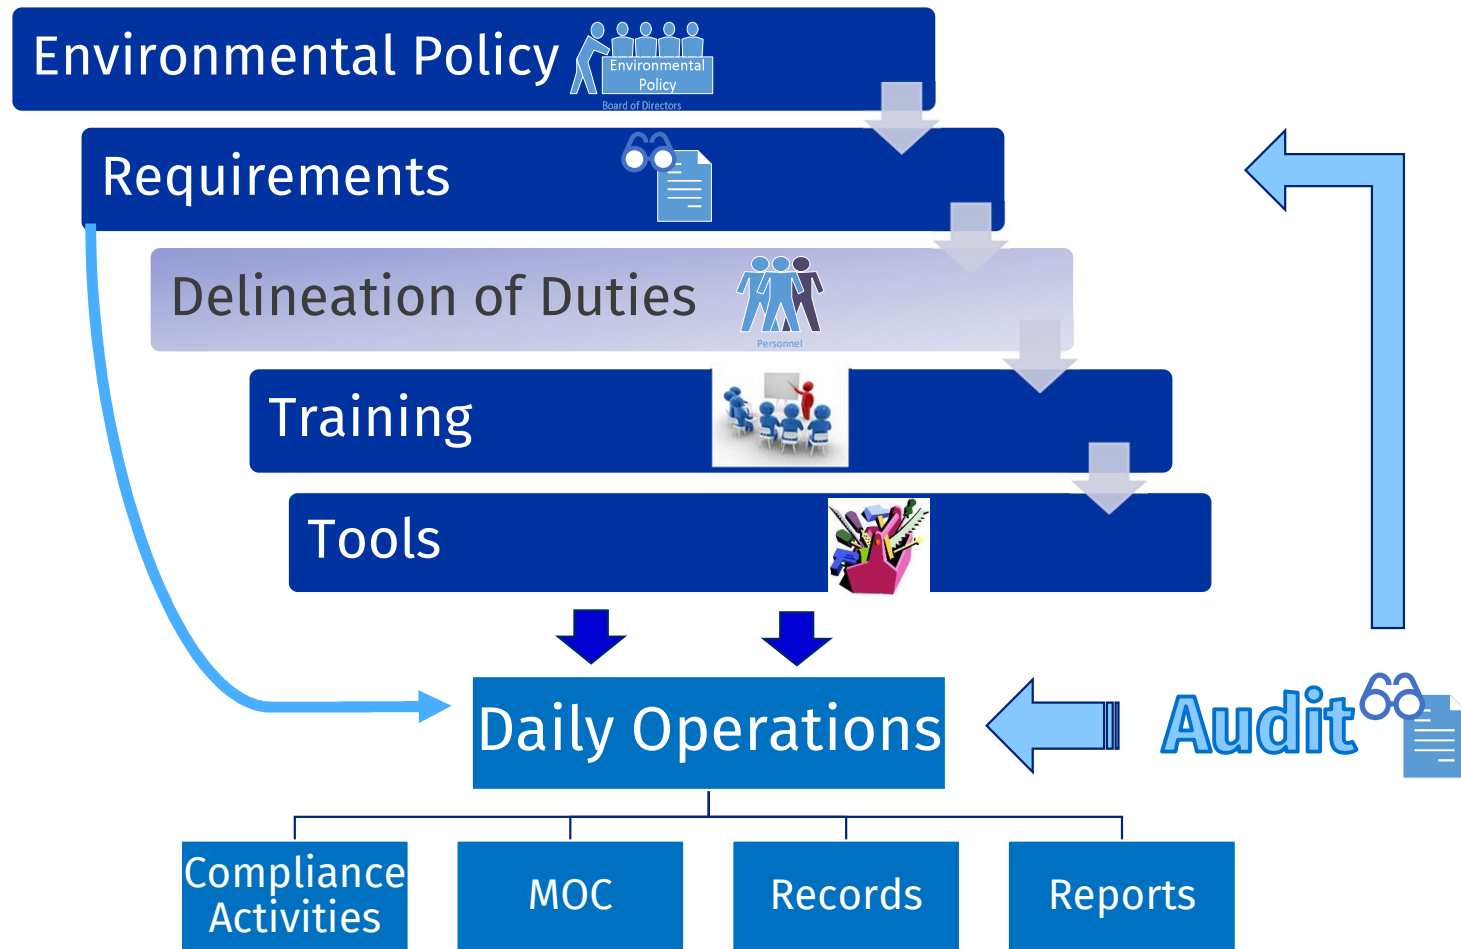 Environmental Policy
Environmental
Policy
Board of Directors
Requirements
Delineation of Duties
Personnel
Training
Tools
Daily Operations
Audit
Compliance
Activities
MOC
Records
Reports